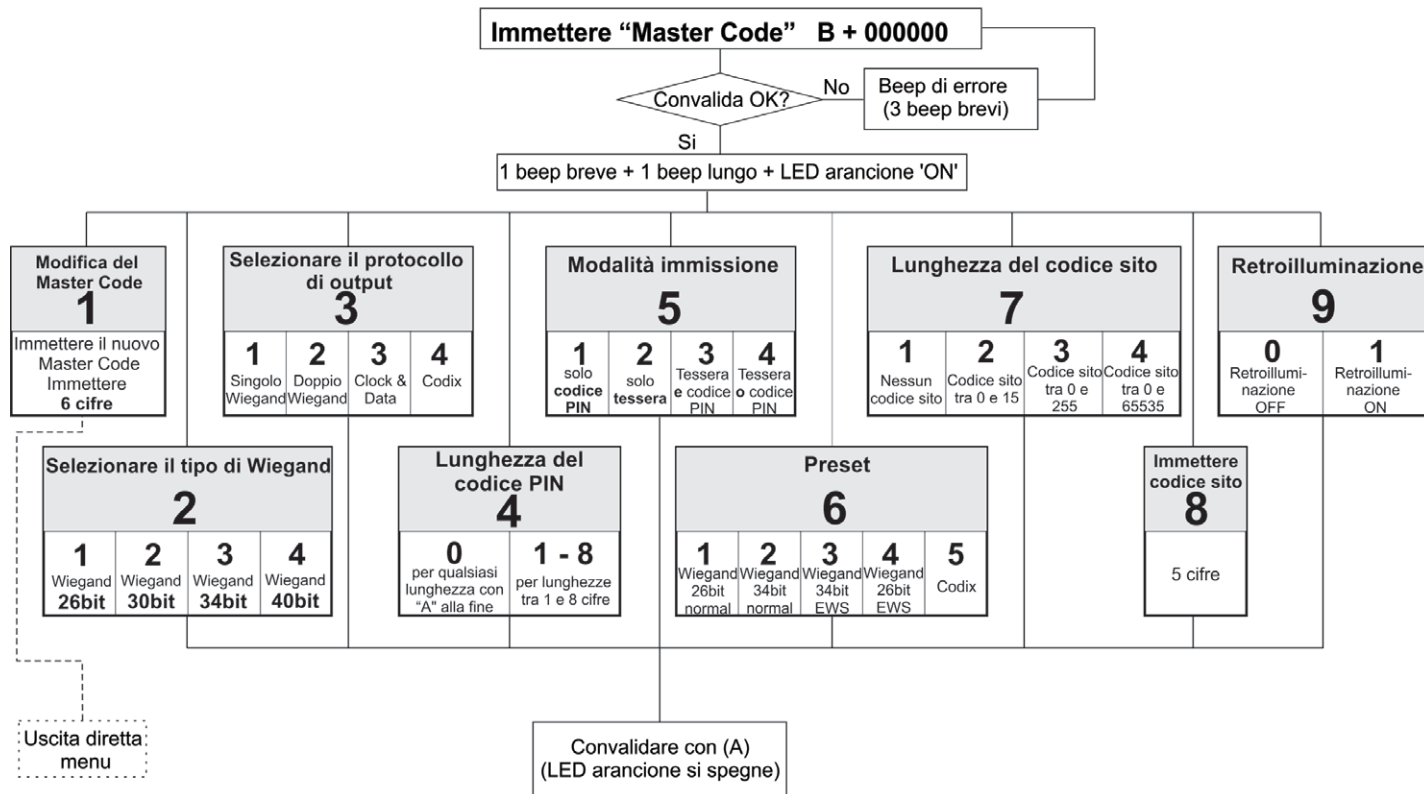 Immettere “Master Code” B + 000000
Convalida OK?
No
Beep di errore
(3 beep brevi)
Si
1 beep breve + 1 beep lungo + LED arancione 'ON'
Modifica del
Master Code
1
Immettere il nuovo
Master Code
Immettere
6 cifre
Selezionare il protocollo
di output
3
1
Singolo
Wiegand
2
Doppio
Wiegand
3
Clock &
Data
4
Codix
Modalità immissione
5
1
solo
codice
PIN
2
solo
tessera
3
Tessera
e codice
PIN
4
Tessera
o codice
PIN
Lunghezza del codice sito
7
1
Nessun
codice sito
2
Codice sito
tra 0 e 15
3
Codice sito
tra 0 e
255
4
Codice sito
tra 0 e
65535
Retroilluminazione
9
0
Retroillumi-
nazione
OFF
1
Retroillumi-
nazione
ON
Selezionare il tipo di Wiegand
2
1
Wiegand
26bit
2
Wiegand
30bit
3
Wiegand
34bit
4
Wiegand
40bit
Lunghezza del
codice PIN
4
0
per qualsiasi
lunghezza con
“A” alla fine
1 - 8
per lunghezze
tra 1 e 8 cifre
Preset
6
1
Wiegand
26bit
normal
2
Wiegand
34bit
normal
3
Wiegand
34bit
EWS
4
Wiegand
26bit
EWS
5
Codix
Immettere
codice sito
8
5 cifre
Uscita diretta
menu
Convalidare con (A)
(LED arancione si spegne)